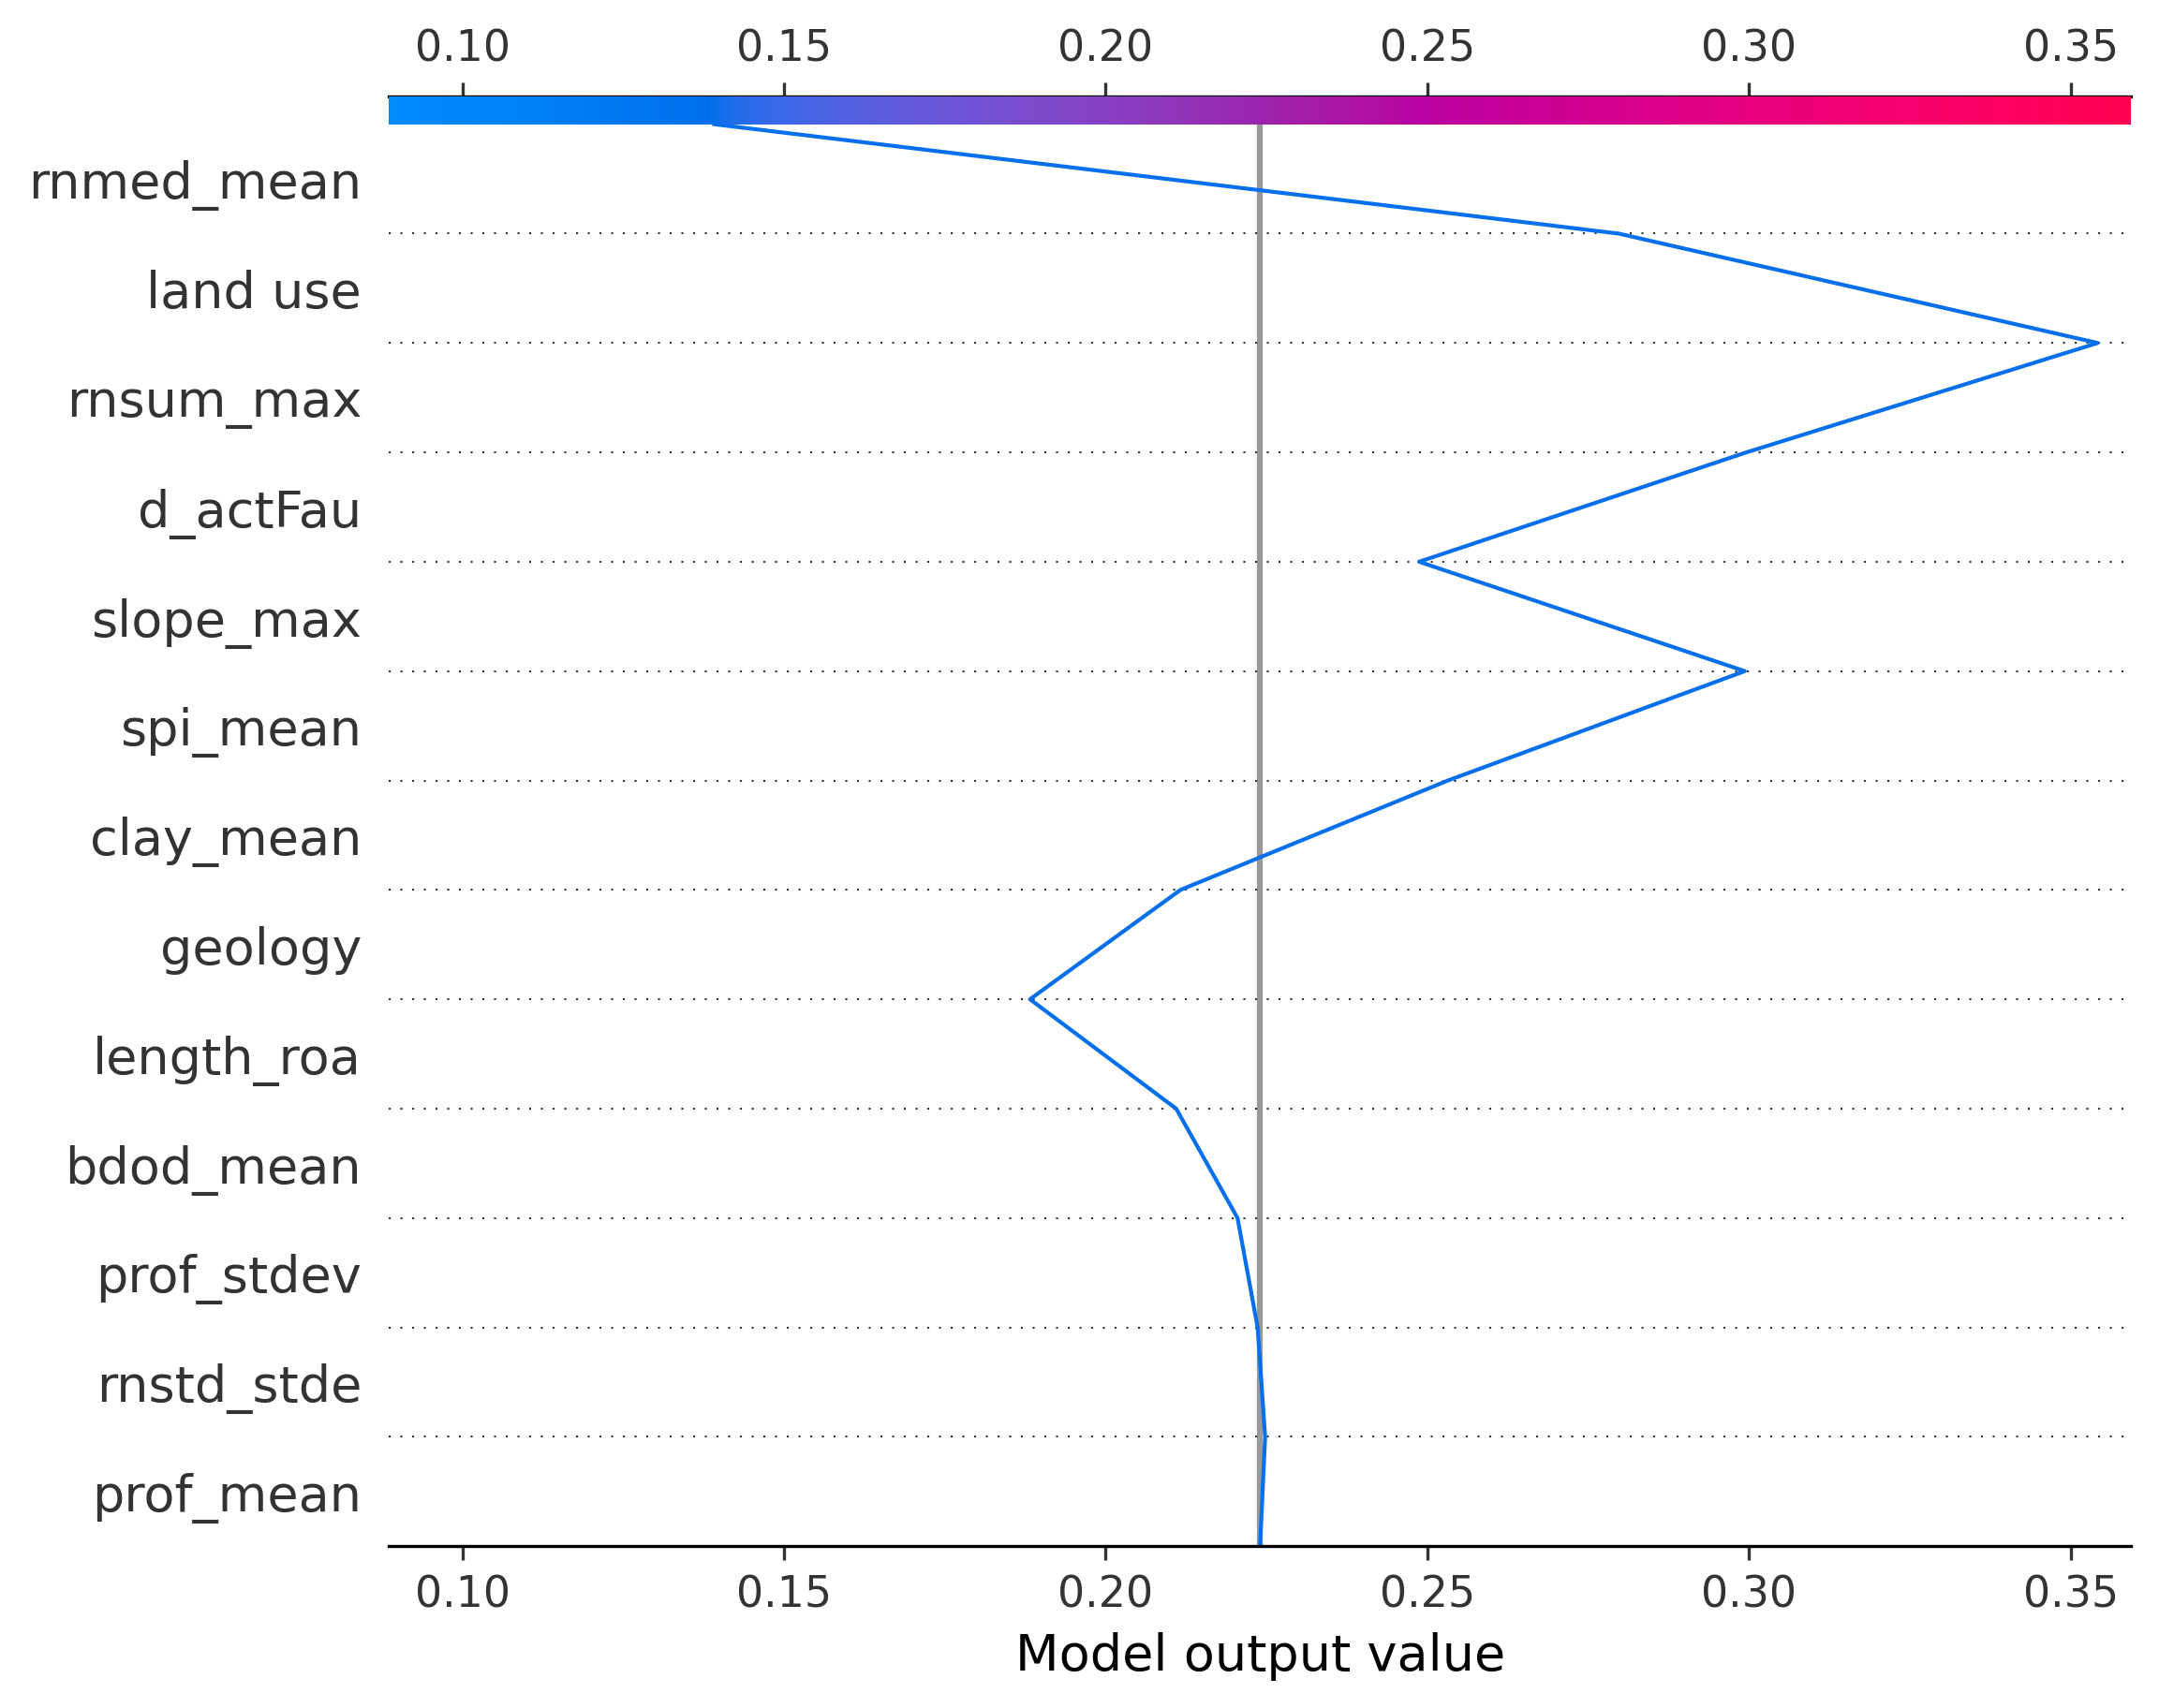 0.10 0.15 0.20 0.25 0.30 0.35
rnmed_mean
land use
rnsum_max
d_actFau
slope_max
spi_mean
clay_mean
geology
length_roa
bdod_mean
prof_stdev
rnstd_stde
prof_mean
0.10 0.15 0.20 0.25 0.30 0.35
Model output value